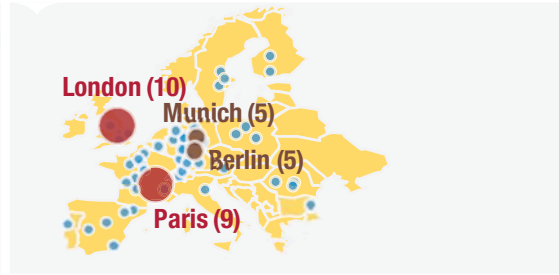 London (10)
Munich (5)
Berlin (5)
Paris (9)